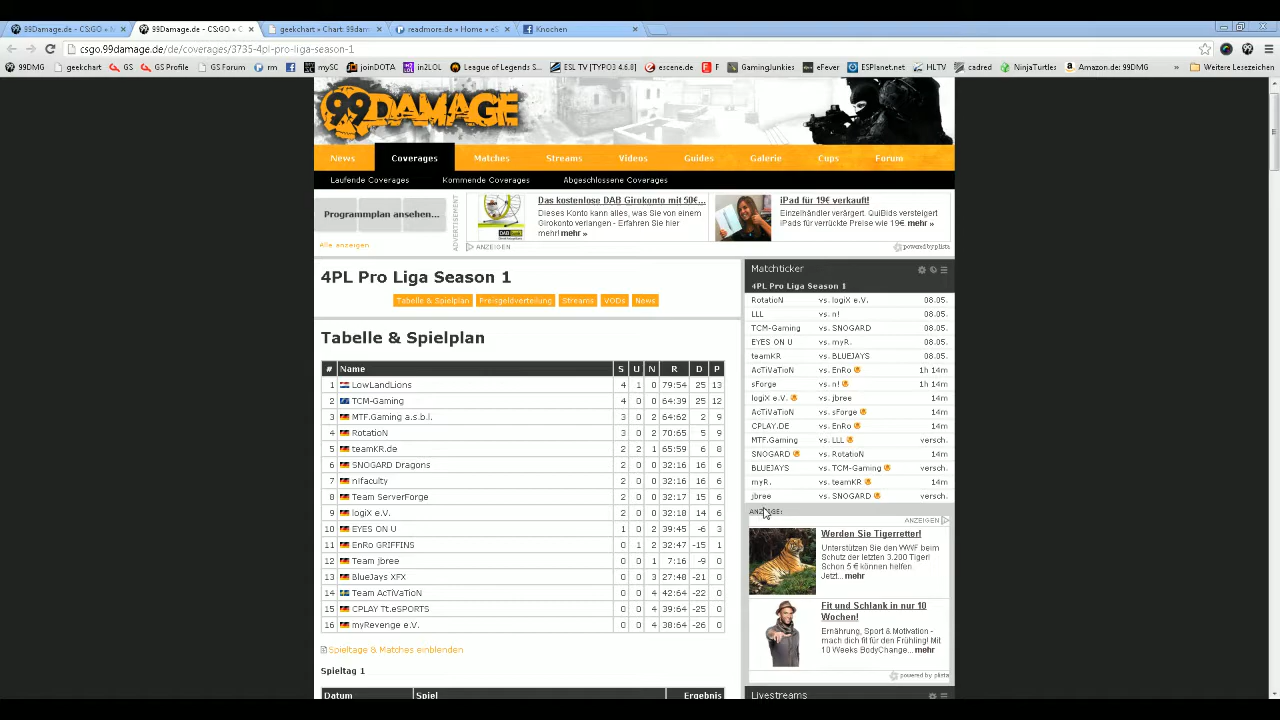 99Damage.de - CS:GO » N
99Damage.de - CS:GO » C
geekchart » Chart: 99dam
readmore.de » Home » eS
Knochen
csgo.99damage.de/de/coverages/3735-4pl-pro-liga-season-1
99DMG geekchart GS GS Profile GS Forum rm mySC joinDOTA in2LOL League of Legends S... ESL TV [TYPO3 4.6.8] escene.de F GamingJunkies eFever ESPlanet.net HLTV cadred NinjaTurtles Amazon.de: 99DMG » Weitere Lesezeichen
99DAMAGE
News Coverages Matches Streams Videos Guides Galerie Cups Forum
Laufende Coverages Kommende Coverages Abgeschlossene Coverages
Programmplan ansehen...
Alle anzeigen
ADVERTISEMENT
Das kostenlose DAB Girokonto mit 50€...
Dieses Konto kann alles, was Sie von einem
Girokonto verlangen - Erfahren Sie hier
mehr! mehr »
iPad für 19€ verkauft!
Einzelhändler verärgert. QuiBids versteigert
iPads für verrückte Preise wie 19€ mehr »
ANZEIGEN
powered by plista
4PL Pro Liga Season 1
Tabelle & Spielplan Preisgeldverteilung Streams VODs News
Tabelle & Spielplan
# Name S U N R D P
1 LowLandLions 4 1 0 79:54 25 13
2 TCM-Gaming 4 0 0 64:39 25 12
3 MTF.Gaming a.s.b.l. 3 0 2 64:62 2 9
4 RotatioN 3 0 2 70:65 5 9
5 teamKR.de 2 2 1 65:59 6 8
6 SNOGARD Dragons 2 0 0 32:16 16 6
7 n!faculty 2 0 0 32:16 16 6
8 Team ServerForge 2 0 0 32:17 15 6
9 logiX e.V. 2 0 0 32:18 14 6
10 EYES ON U 1 0 2 39:45 -6 3
11 EnRo GRIFFINS 0 1 2 32:47 -15 1
12 Team jbree 0 0 1 7:16 -9 0
13 BlueJays XFX 0 0 3 27:48 -21 0
14 Team AcTiVaTioN 0 0 4 42:64 -22 0
15 CPLAY Tt.eSPORTS 0 0 4 39:64 -25 0
16 myRevenge e.V. 0 0 4 38:64 -26 0
Spieltage & Matches einblenden
Spieltag 1
Datum Spiel Ergebnis
Matchticker
4PL Pro Liga Season 1
RotatioN vs. logiX e.V. 08.05.
LLL vs. n! 08.05.
TCM-Gaming vs. SNOGARD 08.05.
EYES ON U vs. myR. 08.05.
teamKR vs. BLUEJAYS 08.05.
AcTiVaTioN vs. EnRo 1h 14m
sForge vs. n! 1h 14m
logiX e.V. vs. jbree 14m
AcTiVaTioN vs. sForge 14m
CPLAY.DE vs. EnRo 14m
MTF.Gaming vs. LLL versch.
SNOGARD vs. RotatioN 14m
BLUEJAYS vs. TCM-Gaming versch.
myR. vs. teamKR 14m
jbree vs. SNOGARD versch.
ANZEIGE:
ANZEIGEN
Werden Sie Tigerretter!
Unterstützen Sie den WWF beim
Schutz der letzten 3.200 Tiger!
Schon 5 € können helfen
Jetzt... mehr
Fit und Schlank in nur 10
Wochen!
Ernährung, Sport & Motivation -
mach dich fit für den Frühling! Mit
10 Weeks BodyChange... mehr
powered by plista
Livestreams